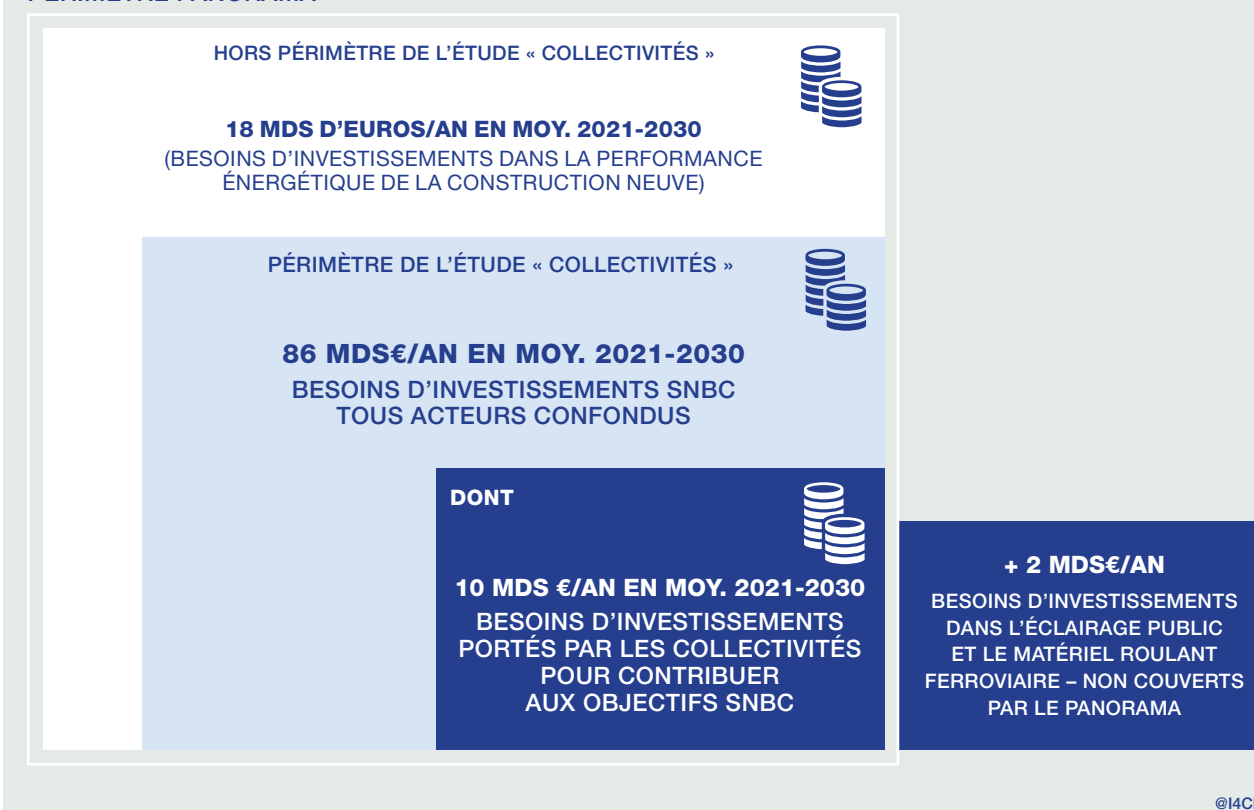 HORS PÉRIMÈTRE DE L'ÉTUDE « COLLECTIVITÉS »
18 MDS D'EUROS/AN EN MOY. 2021-2030
(BESOINS D'INVESTISSEMENTS DANS LA PERFORMANCE
ÉNERGÉTIQUE DE LA CONSTRUCTION NEUVE)
PÉRIMÈTRE DE L'ÉTUDE « COLLECTIVITÉS »
86 MDS€/AN EN MOY. 2021-2030
BESOINS D'INVESTISSEMENTS SNBC
TOUS ACTEURS CONFONDUS
DONT
10 MDS €/AN EN MOY. 2021-2030
BESOINS D'INVESTISSEMENTS
PORTÉS PAR LES COLLECTIVITÉS
POUR CONTRIBUER
AUX OBJECTIFS SNBC
+ 2 MDS€/AN
BESOINS D'INVESTISSEMENTS
DANS L'ÉCLAIRAGE PUBLIC
ET LE MATÉRIEL ROULANT
FERROVIAIRE – NON COUVERTS
PAR LE PANORAMA
@I4C